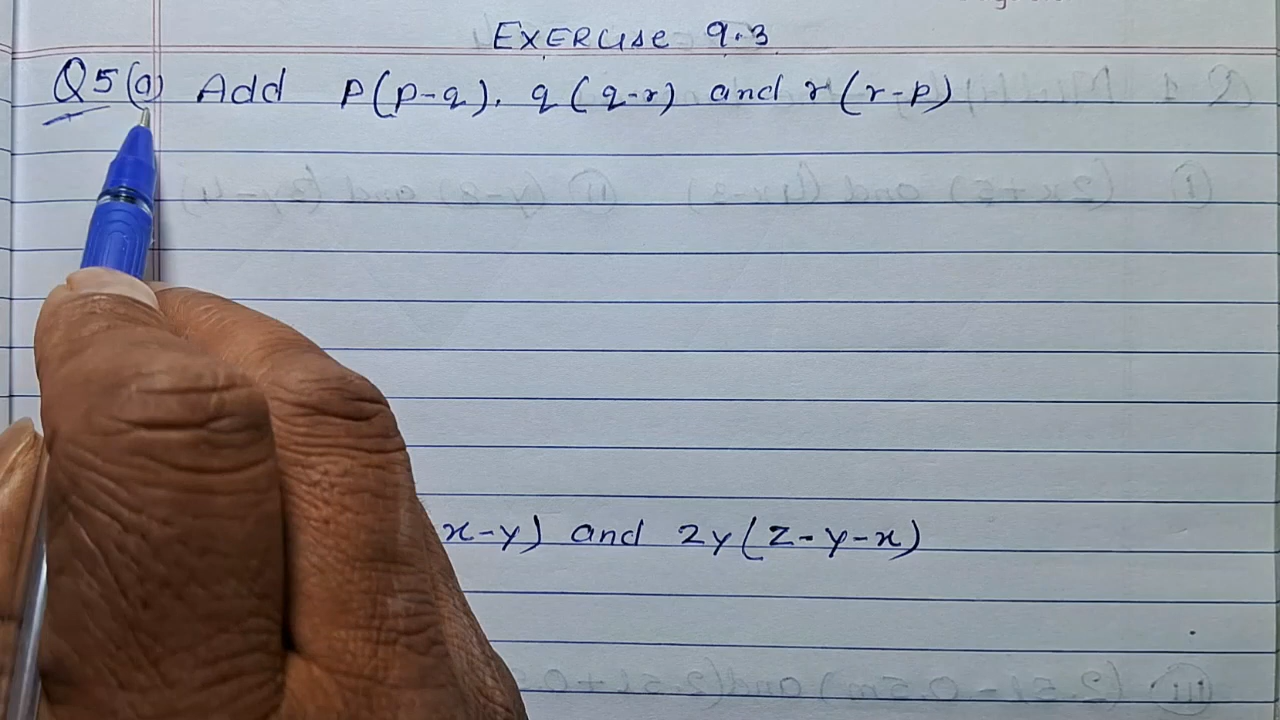 EXERCISE 9.3
Q5(a) Add p(p-q), q(q-r) and r(r-p)
x-y) and 2y(z-y-x)